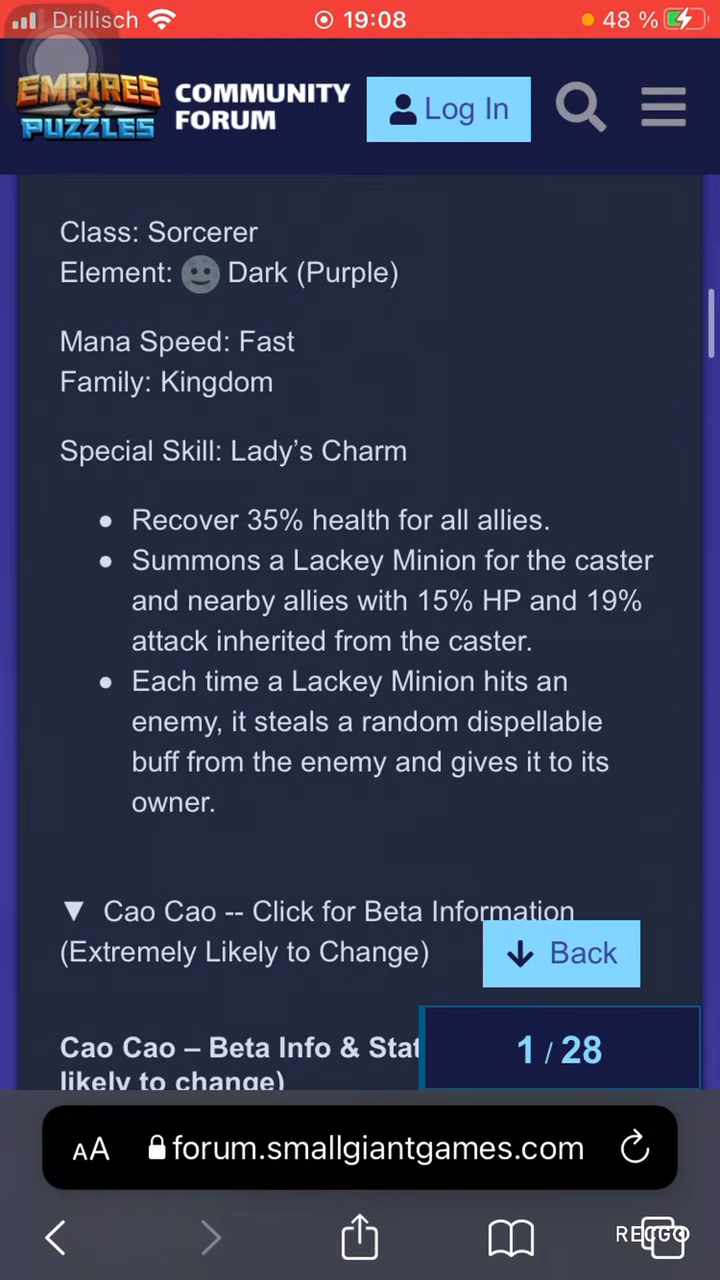 Drillisch 19:08 48 %
EMPIRES
&
PUZZLES
COMMUNITY
FORUM
Log In
Class: Sorcerer
Element: Dark (Purple)
Mana Speed: Fast
Family: Kingdom
Special Skill: Lady’s Charm
• Recover 35% health for all allies.
• Summons a Lackey Minion for the caster
and nearby allies with 15% HP and 19%
attack inherited from the caster.
• Each time a Lackey Minion hits an
enemy, it steals a random dispellable
buff from the enemy and gives it to its
owner.
▼ Cao Cao -- Click for Beta Information
(Extremely Likely to Change)
Back
Cao Cao – Beta Info & Stat
likely to change)
1 / 28
AA forum.smallgiantgames.com
RECGO